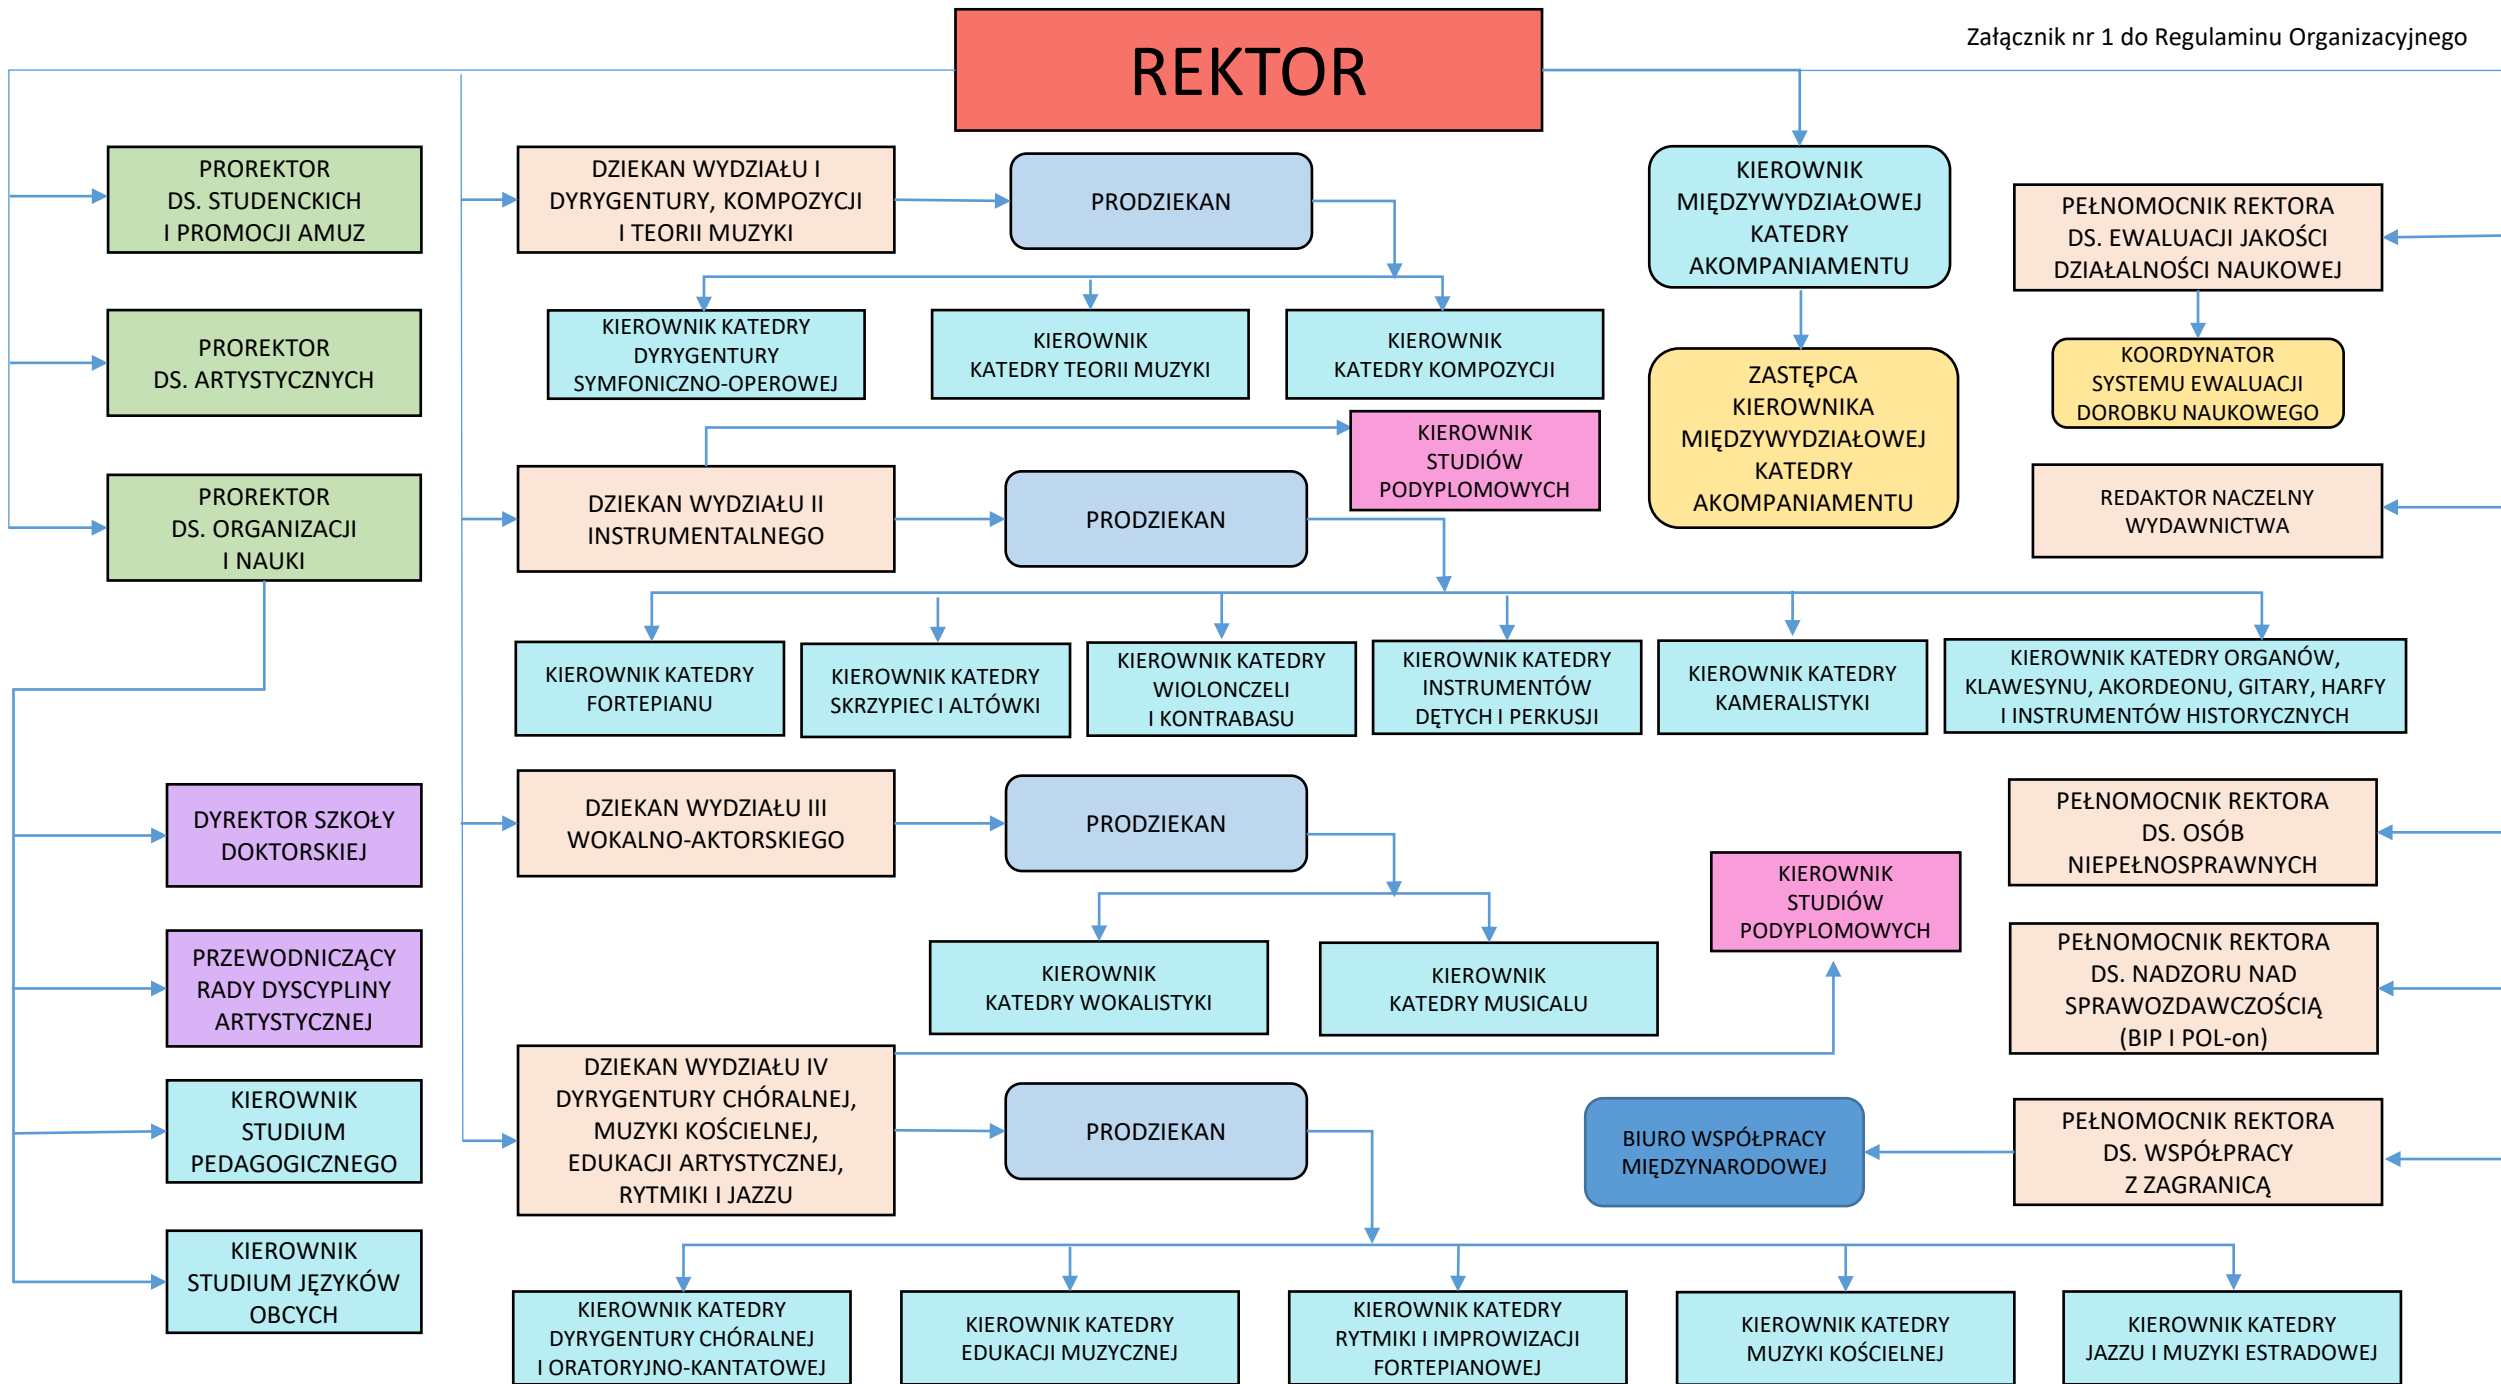 Załącznik nr 1 do Regulaminu Organizacyjnego
REKTOR
PROREKTOR
DS. STUDENCKICH
I PROMOCJI AMUZ
PROREKTOR
DS. ARTYSTYCZNYCH
PROREKTOR
DS. ORGANIZACJI
I NAUKI
DYREKTOR SZKOŁY
DOKTORSKIEJ
PRZEWODNICZĄCY
RADY DYSCYPLINY
ARTYSTYCZNEJ
KIEROWNIK
STUDIUM
PEDAGOGICZNEGO
KIEROWNIK
STUDIUM JĘZYKÓW
OBCYCH
DZIEKAN WYDZIAŁU I
DYRYGENTURY, KOMPOZYCJI
I TEORII MUZYKI
PRODZIEKAN
KIEROWNIK KATEDRY
DYRYGENTURY
SYMFONICZNO-OPEROWEJ
KIEROWNIK
KATEDRY TEORII MUZYKI
KIEROWNIK
KATEDRY KOMPOZYCJI
KIEROWNIK
STUDIÓW
PODYPLOMOWYCH
DZIEKAN WYDZIAŁU II
INSTRUMENTALNEGO
PRODZIEKAN
KIEROWNIK KATEDRY
FORTEPIANU
KIEROWNIK KATEDRY
SKRZYPIEC I ALTÓWKI
KIEROWNIK KATEDRY
WIOLONCZELI
I KONTRABASU
KIEROWNIK KATEDRY
INSTRUMENTÓW
DĘTYCH I PERKUSJI
KIEROWNIK KATEDRY
KAMERALISTYKI
KIEROWNIK KATEDRY ORGANÓW,
KLAWESYNU, AKORDEONU, GITARY, HARFY
I INSTRUMENTÓW HISTORYCZNYCH
DZIEKAN WYDZIAŁU III
WOKALNO-AKTORSKIEGO
PRODZIEKAN
KIEROWNIK
KATEDRY WOKALISTYKI
KIEROWNIK
KATEDRY MUSICALU
KIEROWNIK
STUDIÓW
PODYPLOMOWYCH
DZIEKAN WYDZIAŁU IV
DYRYGENTURY CHÓRALNEJ,
MUZYKI KOŚCIELNEJ,
EDUKACJI ARTYSTYCZNEJ,
RYTMIKI I JAZZU
PRODZIEKAN
KIEROWNIK KATEDRY
DYRYGENTURY CHÓRALNEJ
I ORATORYJNO-KANTATOWEJ
KIEROWNIK KATEDRY
EDUKACJI MUZYCZNEJ
KIEROWNIK KATEDRY
RYTMIKI I IMPROWIZACJI
FORTEPIANOWEJ
KIEROWNIK KATEDRY
MUZYKI KOŚCIELNEJ
KIEROWNIK KATEDRY
JAZZU I MUZYKI ESTRADOWEJ
KIEROWNIK
MIĘDZYWYDZIAŁOWEJ
KATEDRY
AKOMPANIAMENTU
ZASTĘPCA
KIEROWNIKA
MIĘDZYWYDZIAŁOWEJ
KATEDRY
AKOMPANIAMENTU
PEŁNOMOCNIK REKTORA
DS. EWALUACJI JAKOŚCI
DZIAŁALNOŚCI NAUKOWEJ
KOORDYNATOR
SYSTEMU EWALUACJI
DOROBKU NAUKOWEGO
REDAKTOR NACZELNY
WYDAWNICTWA
PEŁNOMOCNIK REKTORA
DS. OSÓB
NIEPEŁNOSPRAWNYCH
PEŁNOMOCNIK REKTORA
DS. NADZORU NAD
SPRAWOZDAWCZOŚCIĄ
(BIP I POL-on)
PEŁNOMOCNIK REKTORA
DS. WSPÓŁPRACY
Z ZAGRANICĄ
BIURO WSPÓŁPRACY
MIĘDZYNARODOWEJ